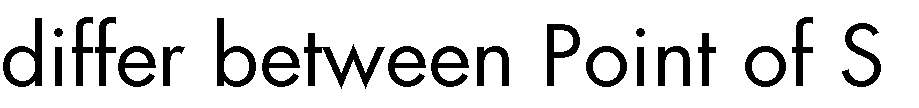 differ between Point of S